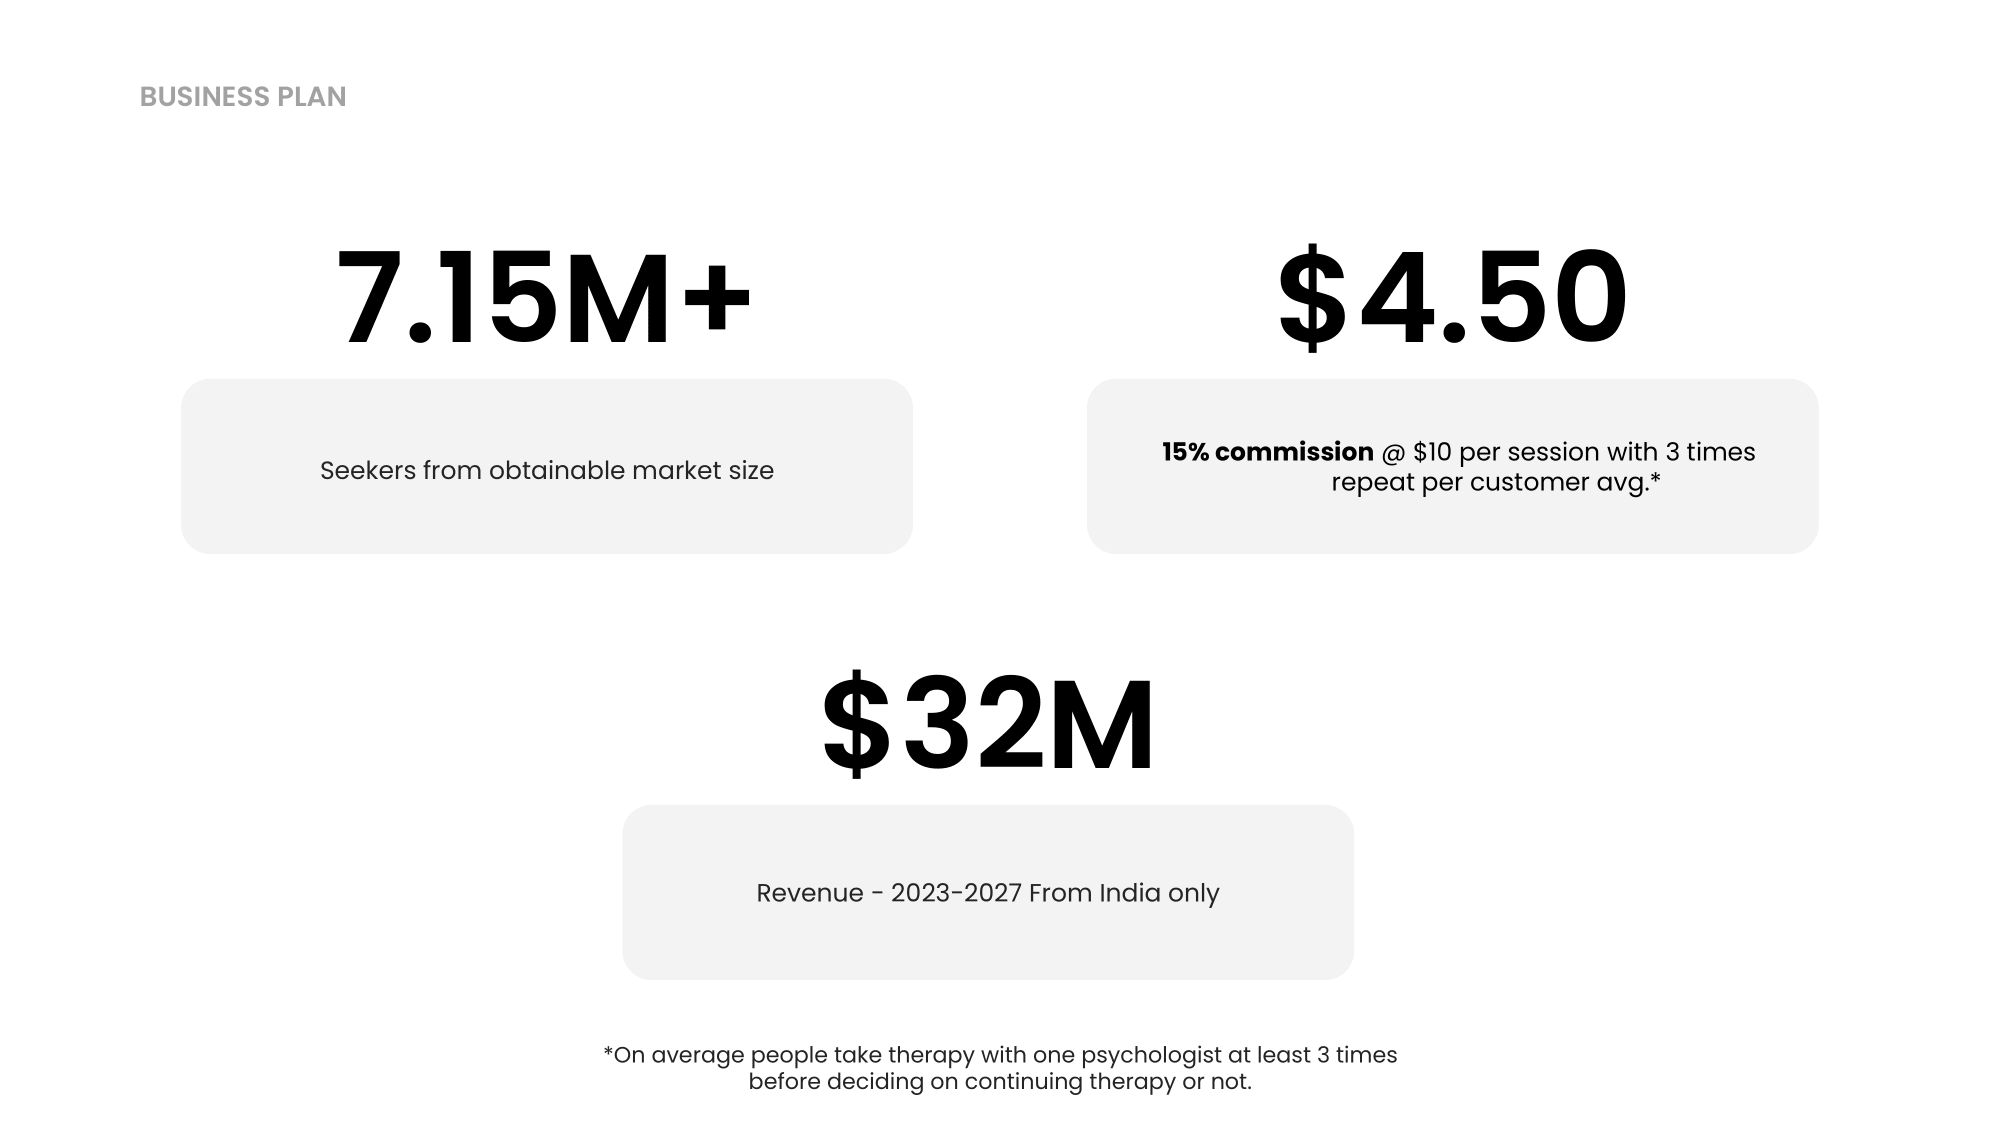 BUSINESS PLAN
7.15M+
Seekers from obtainable market size
$4.50
15% commission @ $10 per session with 3 times
repeat per customer avg.*
$32M
Revenue - 2023-2027 From India only
*On average people take therapy with one psychologist at least 3 times
before deciding on continuing therapy or not.